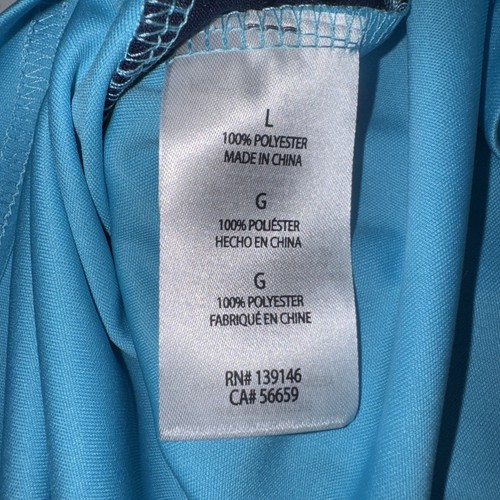 L
100% POLYESTER
MADE IN CHINA
G
100% POLIÉSTER
HECHO EN CHINA
G
100% POLYESTER
FABRIQUÉ EN CHINE
RN# 139146
CA# 56659